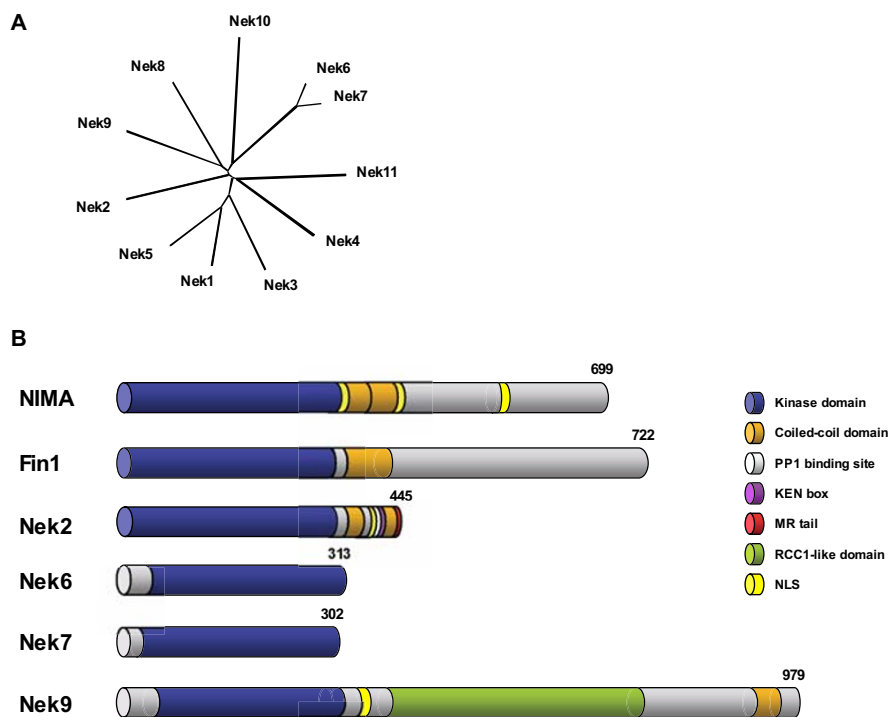 A
Nek10
Nek8
Nek6
Nek7
Nek9
Nek11
Nek2
Nek4
Nek5
Nek1
Nek3
B
NIMA
699
Fin1
722
Nek2
445
Nek6
313
Nek7
302
Nek9
979
Kinase domain
Coiled-coil domain
PP1 binding site
KEN box
MR tail
RCC1-like domain
NLS